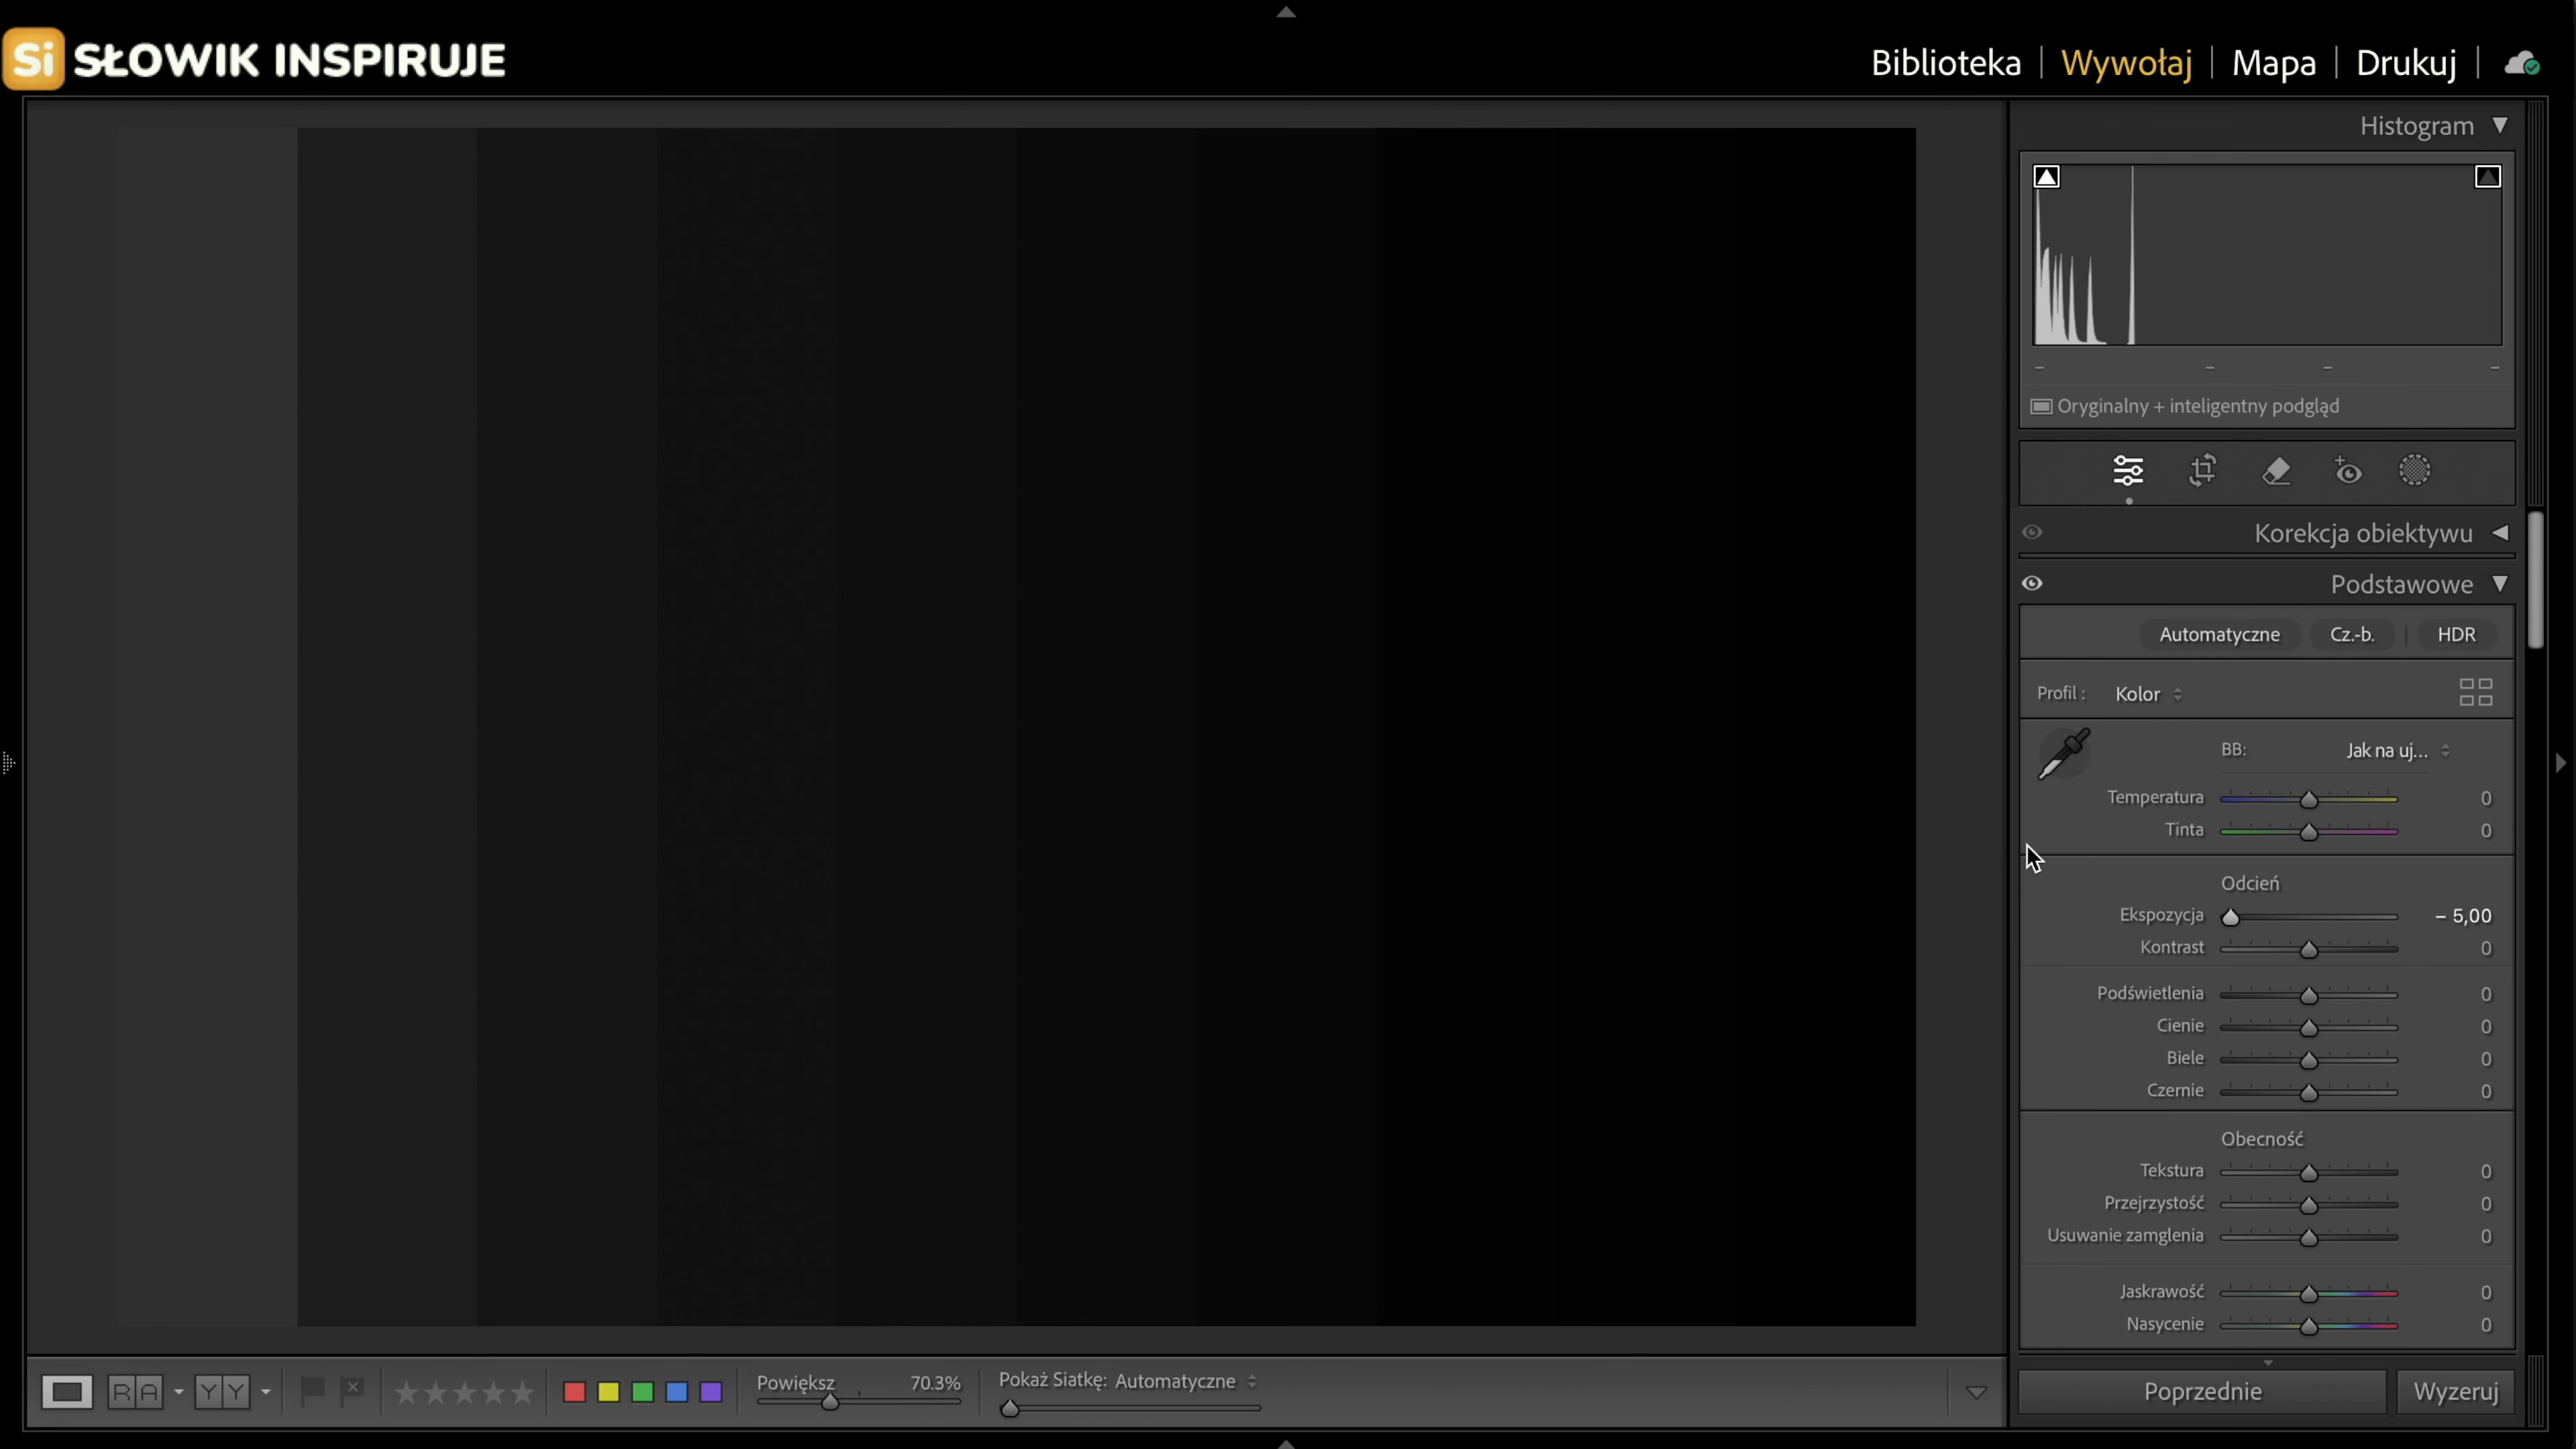 Si SŁOWIK INSPIRUJE
Biblioteka | Wywołaj | Mapa | Drukuj |
Histogram
Oryginalny + inteligentny podgląd
Korekcja obiektywu
Podstawowe
Automatyczne Cz.-b. | HDR
Profil : Kolor
BB: Jak na uj...
Temperatura 0
Tinta 0
Odcień
Ekspozycja – 5,00
Kontrast 0
Podświetlenia 0
Cienie 0
Biele 0
Czernie 0
Obecność
Tekstura 0
Przejrzystość 0
Usuwanie zamglenia 0
Jaskrawość 0
Nasycenie 0
R A Y Y Powiększ 70.3% Pokaż Siatkę: Automatyczne
Poprzednie Wyzeruj